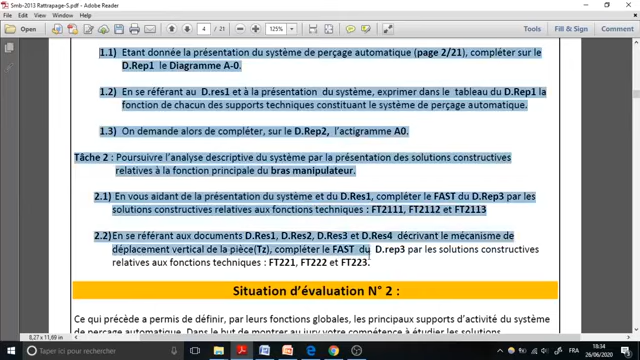 Smb-2013 Rattrapage-S.pdf - Adobe Reader
File Edit View Window Help
Open 4 / 21 125% Tools Fill & Sign Comment
1.1) Etant donnée la présentation du système de perçage automatique (page 2/21), compléter sur le
D.Rep1 le Diagramme A-0.
1.2) En se référant au D.res1 et à la présentation du système, exprimer dans le tableau du D.Rep1 la
fonction de chacun des supports techniques constituant le système de perçage automatique.
1.3) On demande alors de compléter, sur le D.Rep2, l'actigramme A0.
Tâche 2 : Poursuivre l'analyse descriptive du système par la présentation des solutions constructives
relatives à la fonction principale du bras manipulateur.
2.1) En vous aidant de la présentation du système et du D.Res1, compléter le FAST du D.Rep3 par les
solutions constructives relatives aux fonctions techniques : FT2111, FT2112 et FT2113
2.2) En se référant aux documents D.Res1, D.Res2, D.Res3 et D.Res4 décrivant le mécanisme de
déplacement vertical de la pièce(Tz), compléter le FAST du D.rep3 par les solutions constructives
relatives aux fonctions techniques : FT221, FT222 et FT223.
Situation d'évaluation N° 2 :
Ce qui précède a permis de définir, par leurs fonctions globales, les principaux supports d'activité du système
de perçage automatique. Dans le but de montrer au jury votre compétence à étudier les solutions
8,27 x 11,69 in
Taper ici pour rechercher
FRA
18:34
26/06/2020